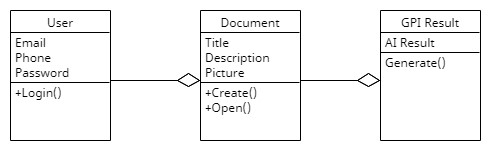 User
Email
Phone
Password
+Login()
Document
Title
Description
Picture
+Create()
+Open()
GPI Result
AI Result
Generate()